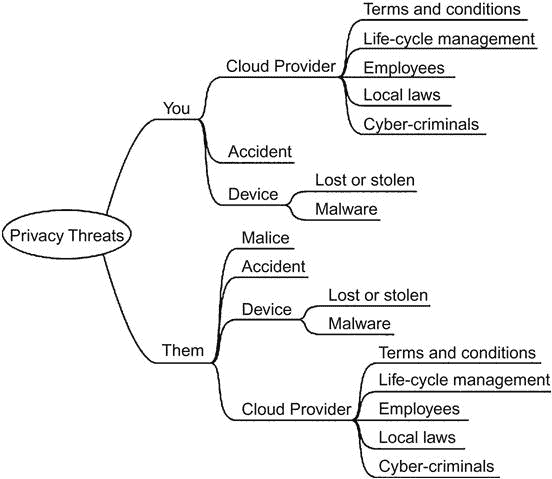 Terms and conditions
Life-cycle management
Cloud Provider
Employees
Local laws
You
Cyber-criminals
Accident
Lost or stolen
Device
Malware
Privacy Threats
Malice
Accident
Lost or stolen
Device
Malware
Them
Terms and conditions
Life-cycle management
Cloud Provider
Employees
Local laws
Cyber-criminals